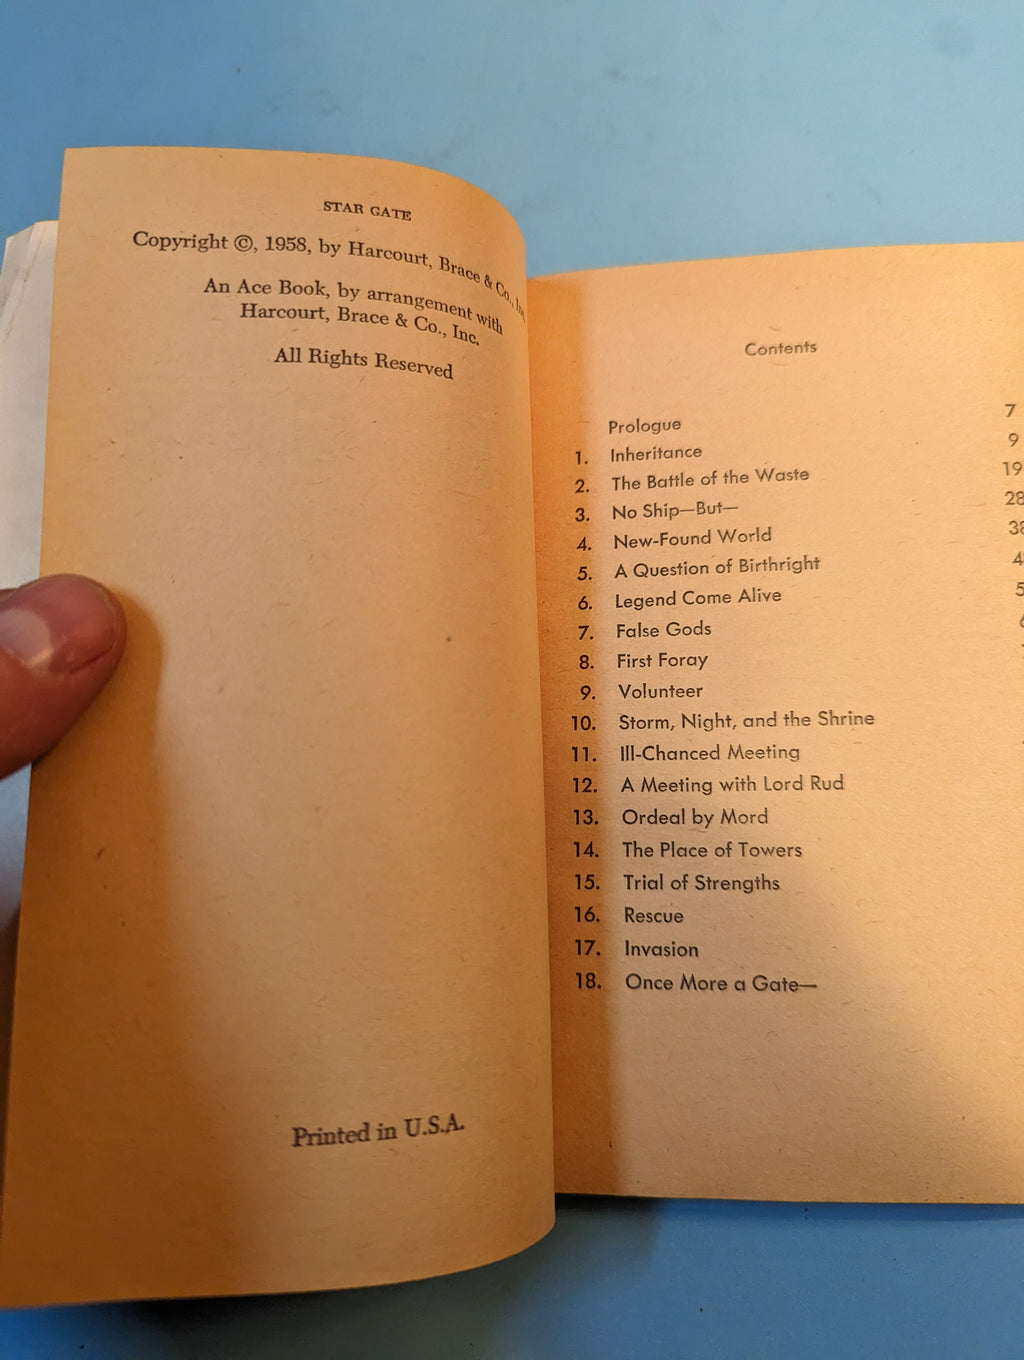 STAR GATE
Copyright ©, 1958, by Harcourt, Brace & Co., Inc.
An Ace Book, by arrangement with
Harcourt, Brace & Co., Inc.
All Rights Reserved
Printed in U.S.A.
Contents
Prologue 7
1. Inheritance 9
2. The Battle of the Waste 19
3. No Ship—But— 28
4. New-Found World 38
5. A Question of Birthright 4
6. Legend Come Alive 5
7. False Gods
8. First Foray
9. Volunteer
10. Storm, Night, and the Shrine
11. Ill-Chanced Meeting
12. A Meeting with Lord Rud
13. Ordeal by Mord
14. The Place of Towers
15. Trial of Strengths
16. Rescue
17. Invasion
18. Once More a Gate—